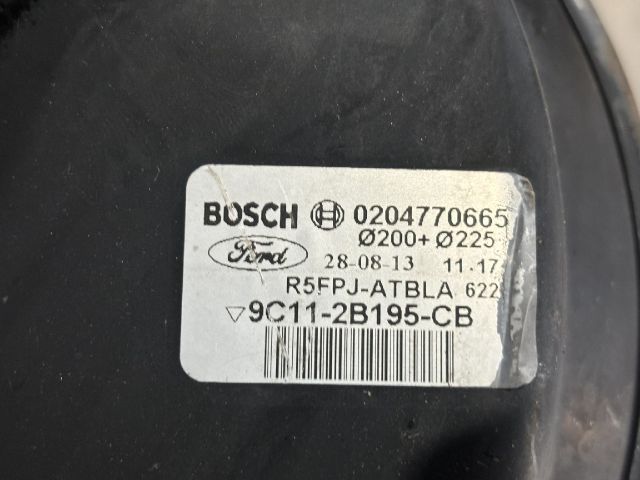 BOSCH 0204770665
Ø200+ Ø225
Ford 28-08-13 11.17
R5FPJ-ATBLA 622
▽9C11-2B195-CB